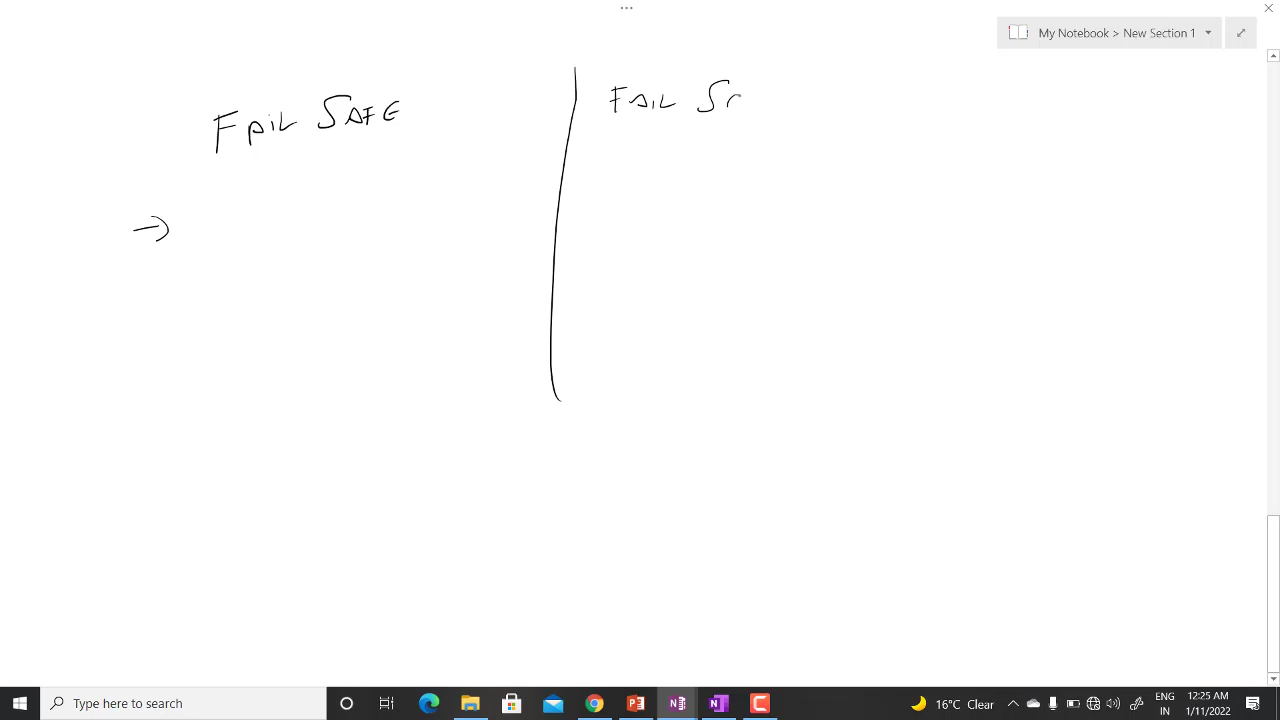 My Notebook > New Section 1
FAIL SAFE
FAIL
Type here to search
16°C Clear
ENG
IN
12:25 AM
1/11/2022